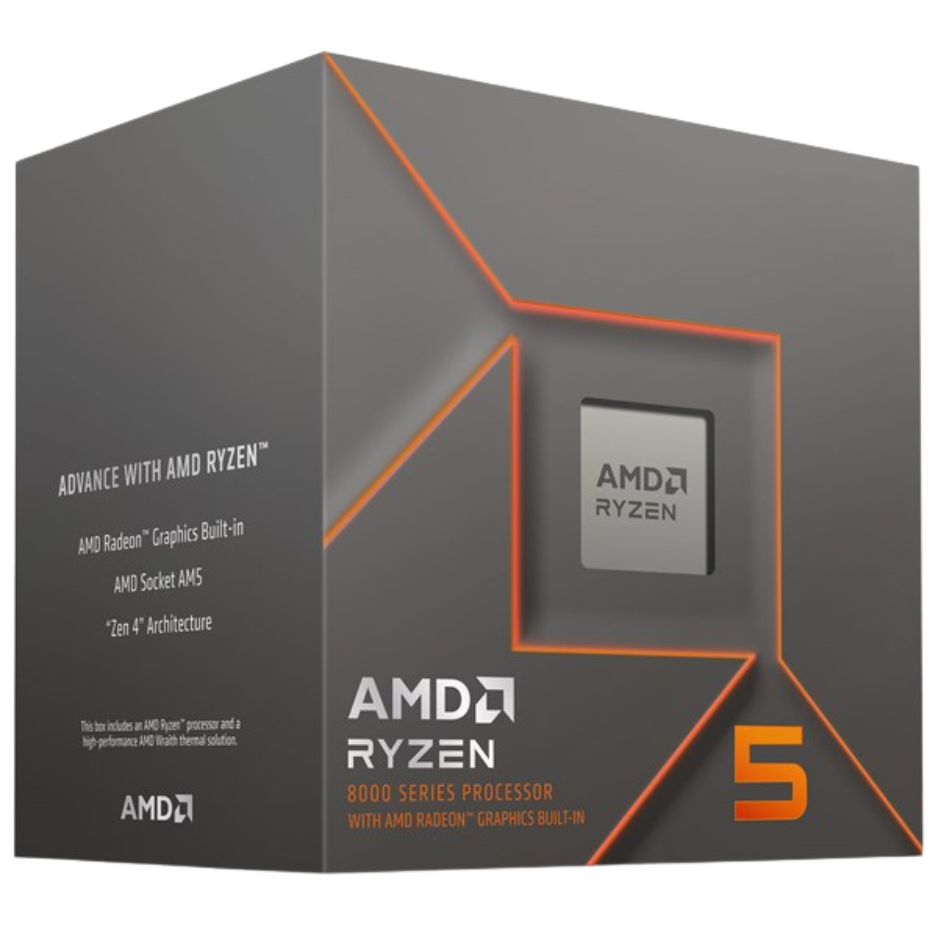 ADVANCE WITH AMD RYZEN™
AMD Radeon™ Graphics Built-in
AMD Socket AM5
"Zen 4" Architecture
This box includes an AMD Ryzen™ processor and a
high-performance AMD Wraith thermal solution.
AMD
AMD
RYZEN
AMD
RYZEN
8000 SERIES PROCESSOR
WITH AMD RADEON™ GRAPHICS BUILT-IN
5